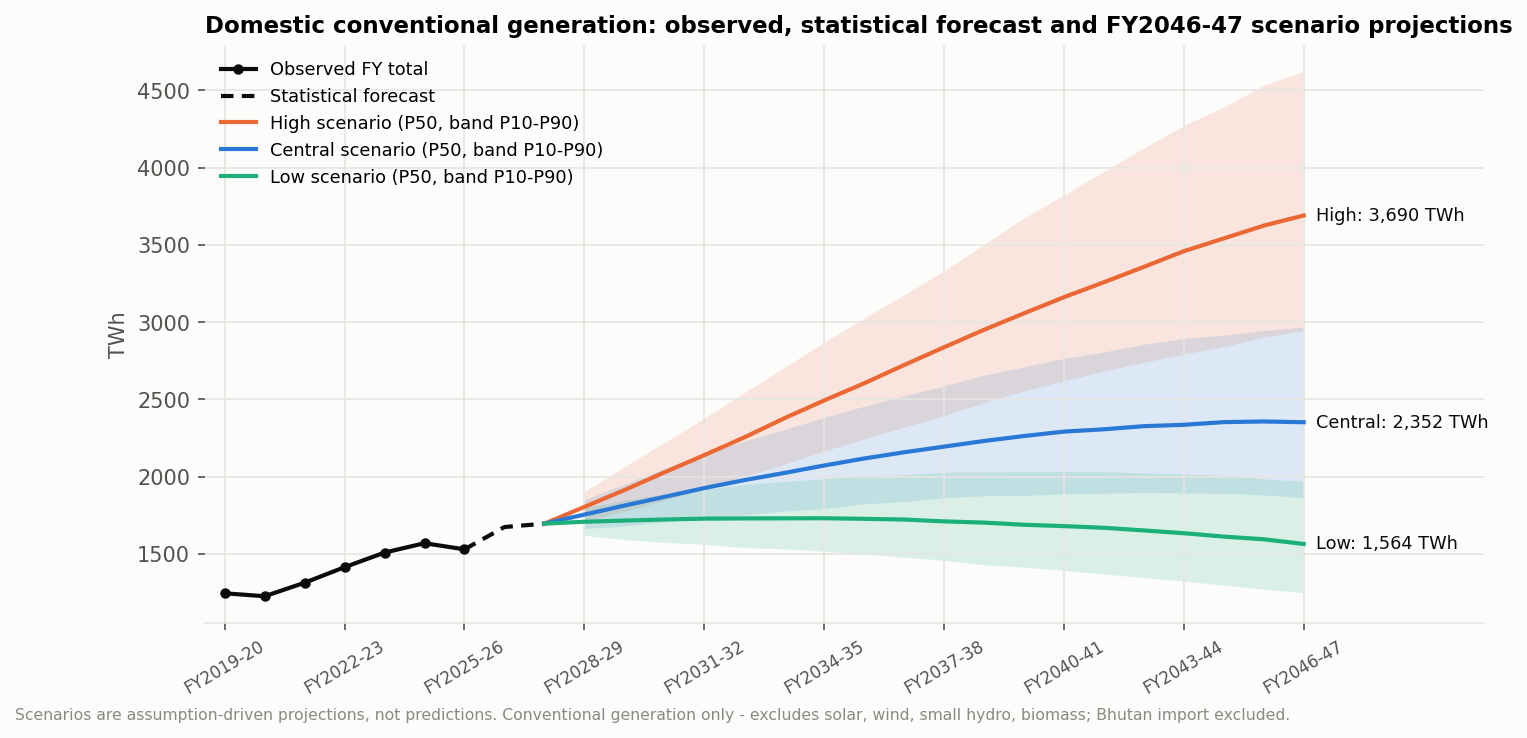 Domestic conventional generation: observed, statistical forecast and FY2046-47 scenario projections
Observed FY total
Statistical forecast
High scenario (P50, band P10-P90)
Central scenario (P50, band P10-P90)
Low scenario (P50, band P10-P90)
TWh
4500
4000
3500
3000
2500
2000
1500
High: 3,690 TWh
Central: 2,352 TWh
Low: 1,564 TWh
FY2019-20
FY2022-23
FY2025-26
FY2028-29
FY2031-32
FY2034-35
FY2037-38
FY2040-41
FY2043-44
FY2046-47
Scenarios are assumption-driven projections, not predictions. Conventional generation only - excludes solar, wind, small hydro, biomass; Bhutan import excluded.